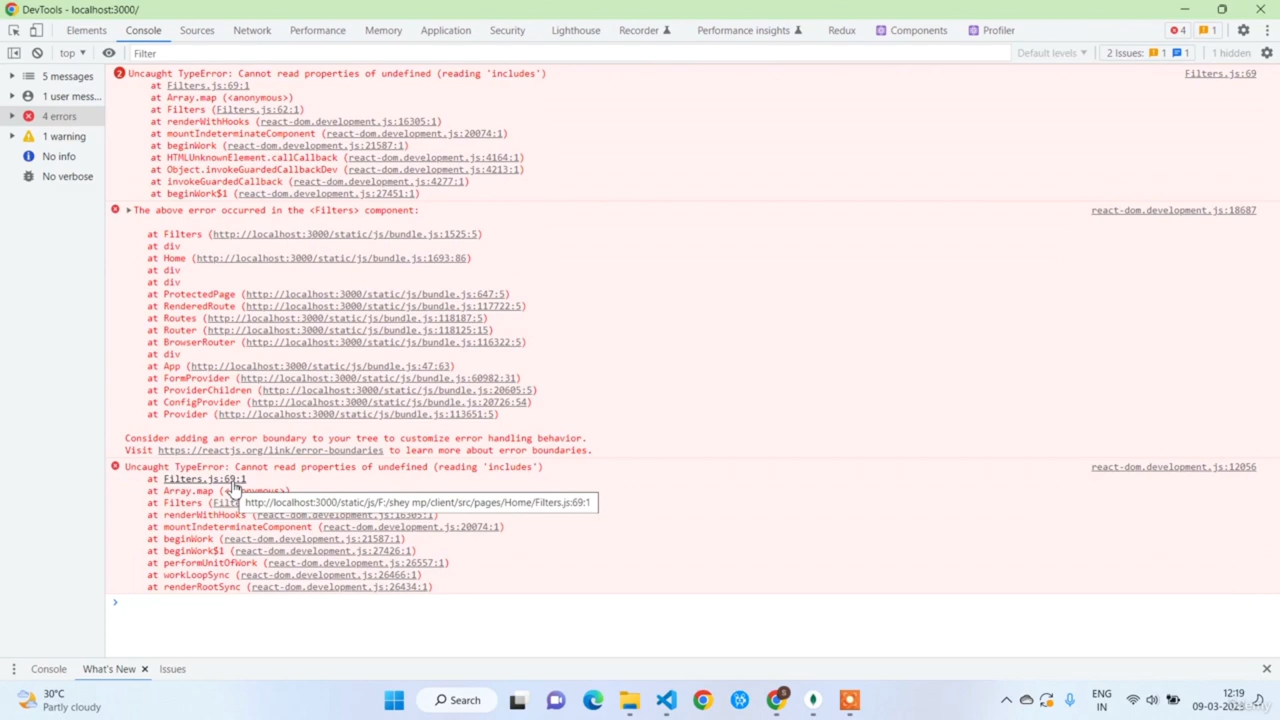 DevTools - localhost:3000/
Elements Console Sources Network Performance Memory Application Security Lighthouse Recorder Performance insights Redux Components Profiler 4 1
top Filter Default levels 2 Issues: 1 1 1 hidden
5 messages
1 user mess...
4 errors
1 warning
No info
No verbose
2 Uncaught TypeError: Cannot read properties of undefined (reading 'includes') Filters.js:69
at Filters.js:69:1
at Array.map (<anonymous>)
at Filters (Filters.js:62:1)
at renderWithHooks (react-dom.development.js:16305:1)
at mountIndeterminateComponent (react-dom.development.js:20074:1)
at beginWork (react-dom.development.js:21587:1)
at HTMLUnknownElement.callCallback (react-dom.development.js:4164:1)
at Object.invokeGuardedCallbackDev (react-dom.development.js:4213:1)
at invokeGuardedCallback (react-dom.development.js:4277:1)
at beginWork$1 (react-dom.development.js:27451:1)
The above error occurred in the <Filters> component: react-dom.development.js:18687
at Filters (http://localhost:3000/static/js/bundle.js:1525:5)
at div
at Home (http://localhost:3000/static/js/bundle.js:1693:86)
at div
at div
at ProtectedPage (http://localhost:3000/static/js/bundle.js:647:5)
at RenderedRoute (http://localhost:3000/static/js/bundle.js:117722:5)
at Routes (http://localhost:3000/static/js/bundle.js:118187:5)
at Router (http://localhost:3000/static/js/bundle.js:118125:15)
at BrowserRouter (http://localhost:3000/static/js/bundle.js:116322:5)
at div
at App (http://localhost:3000/static/js/bundle.js:47:63)
at FormProvider (http://localhost:3000/static/js/bundle.js:60982:31)
at ProviderChildren (http://localhost:3000/static/js/bundle.js:20605:5)
at ConfigProvider (http://localhost:3000/static/js/bundle.js:20726:54)
at Provider (http://localhost:3000/static/js/bundle.js:113651:5)
Consider adding an error boundary to your tree to customize error handling behavior.
Visit https://reactjs.org/link/error-boundaries to learn more about error boundaries.
Uncaught TypeError: Cannot read properties of undefined (reading 'includes') react-dom.development.js:12056
at Filters.js:69:1
at Array.map (<anonymous>)
at Filters (Filte
http://localhost:3000/static/js/F:/shey mp/client/src/pages/Home/Filters.js:69:1
at renderWithHooks (react-dom.development.js:16305:1)
at mountIndeterminateComponent (react-dom.development.js:20074:1)
at beginWork (react-dom.development.js:21587:1)
at beginWork$1 (react-dom.development.js:27426:1)
at performUnitOfWork (react-dom.development.js:26557:1)
at workLoopSync (react-dom.development.js:26466:1)
at renderRootSync (react-dom.development.js:26434:1)
Console What's New Issues
30°C
Partly cloudy
Search
ENG
IN
12:19
09-03-2023